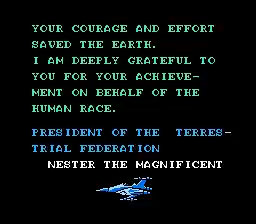 YOUR COURAGE AND EFFORT
SAVED THE EARTH.
I AM DEEPLY GRATEFUL TO
YOU FOR YOUR ACHIEVE-
MENT ON BEHALF OF THE
HUMAN RACE.
PRESIDENT OF THE  TERRES-
TRIAL FEDERATION
NESTER THE MAGNIFICENT